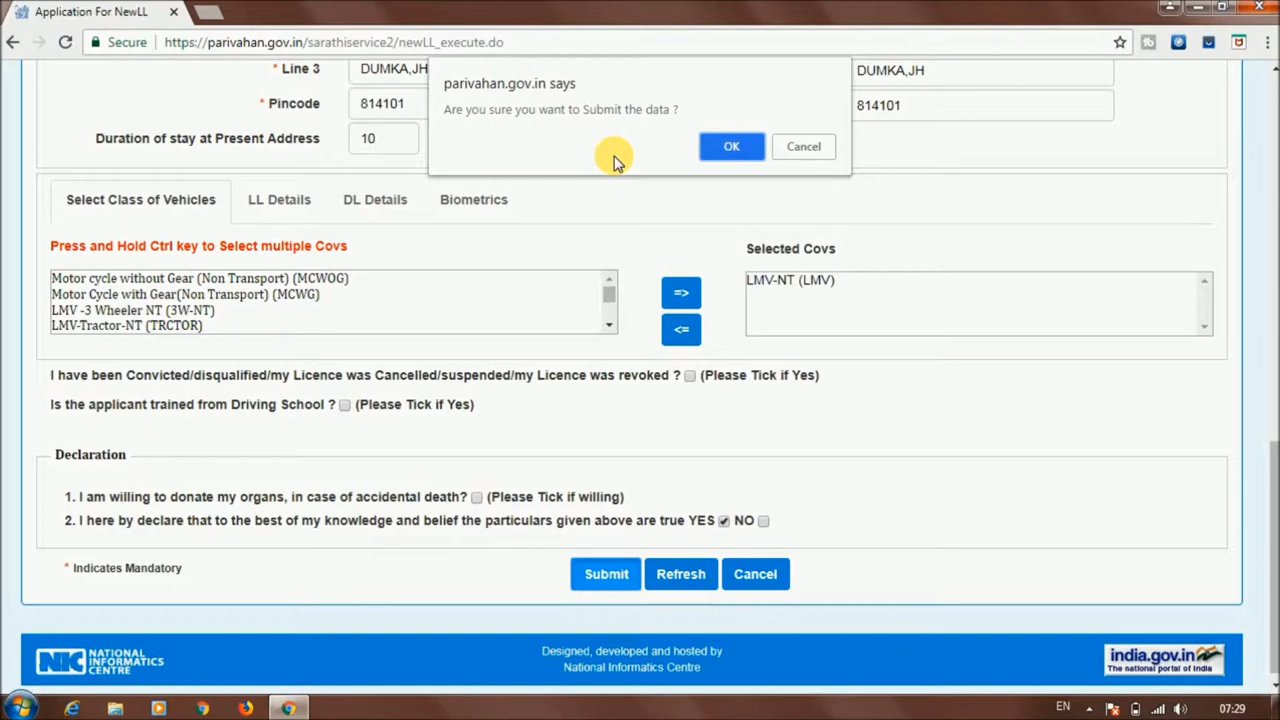 Application For NewLL
Secure https://parivahan.gov.in/sarathiservice2/newLL_execute.do
* Line 3 DUMKA,JH DUMKA,JH
* Pincode 814101 814101
Duration of stay at Present Address 10
parivahan.gov.in says
Are you sure you want to Submit the data ?
OK Cancel
Select Class of Vehicles LL Details DL Details Biometrics
Press and Hold Ctrl key to Select multiple Covs Selected Covs
Motor cycle without Gear (Non Transport) (MCWOG)
Motor Cycle with Gear(Non Transport) (MCWG)
LMV -3 Wheeler NT (3W-NT)
LMV-Tractor-NT (TRCTOR)
=>
<=
LMV-NT (LMV)
I have been Convicted/disqualified/my Licence was Cancelled/suspended/my Licence was revoked ? (Please Tick if Yes)
Is the applicant trained from Driving School ? (Please Tick if Yes)
Declaration
1. I am willing to donate my organs, in case of accidental death? (Please Tick if willing)
2. I here by declare that to the best of my knowledge and belief the particulars given above are true YES NO
* Indicates Mandatory
Submit Refresh Cancel
NIC NATIONAL INFORMATICS CENTRE
Designed, developed and hosted by
National Informatics Centre
india.gov.in
The national portal of India
EN 07:29